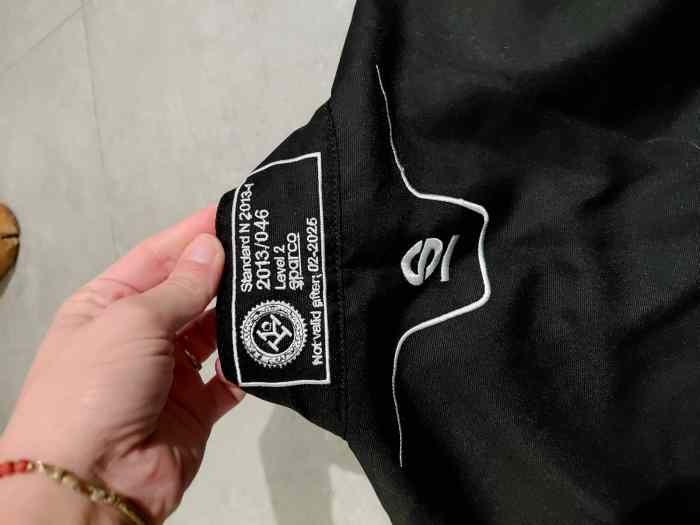 Standard N 2013-1
2013/046
Level 2
sparco
Not valid after: 02-2025